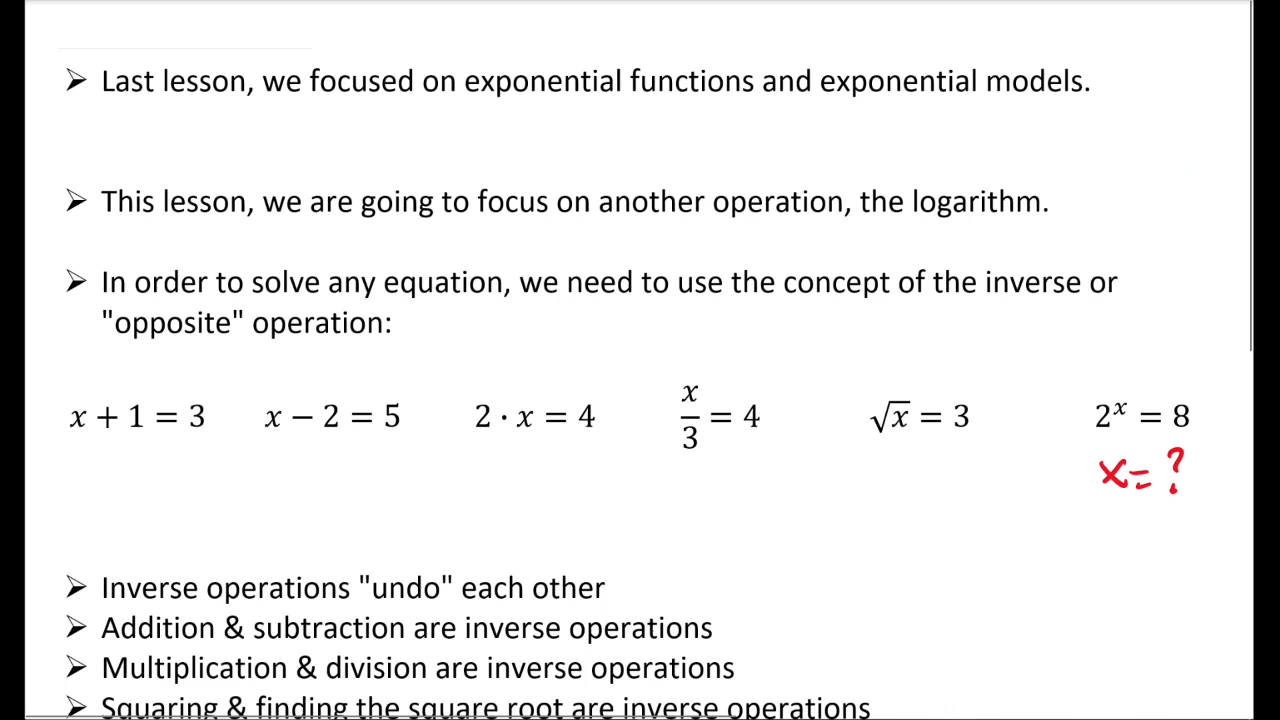 ➢ Last lesson, we focused on exponential functions and exponential models.
➢ This lesson, we are going to focus on another operation, the logarithm.
➢ In order to solve any equation, we need to use the concept of the inverse or
"opposite" operation:
x + 1 = 3 x − 2 = 5 2 · x = 4 x/3 = 4 √x = 3 2ˣ = 8
x = ?
➢ Inverse operations "undo" each other
➢ Addition & subtraction are inverse operations
➢ Multiplication & division are inverse operations
➢ Squaring & finding the square root are inverse operations